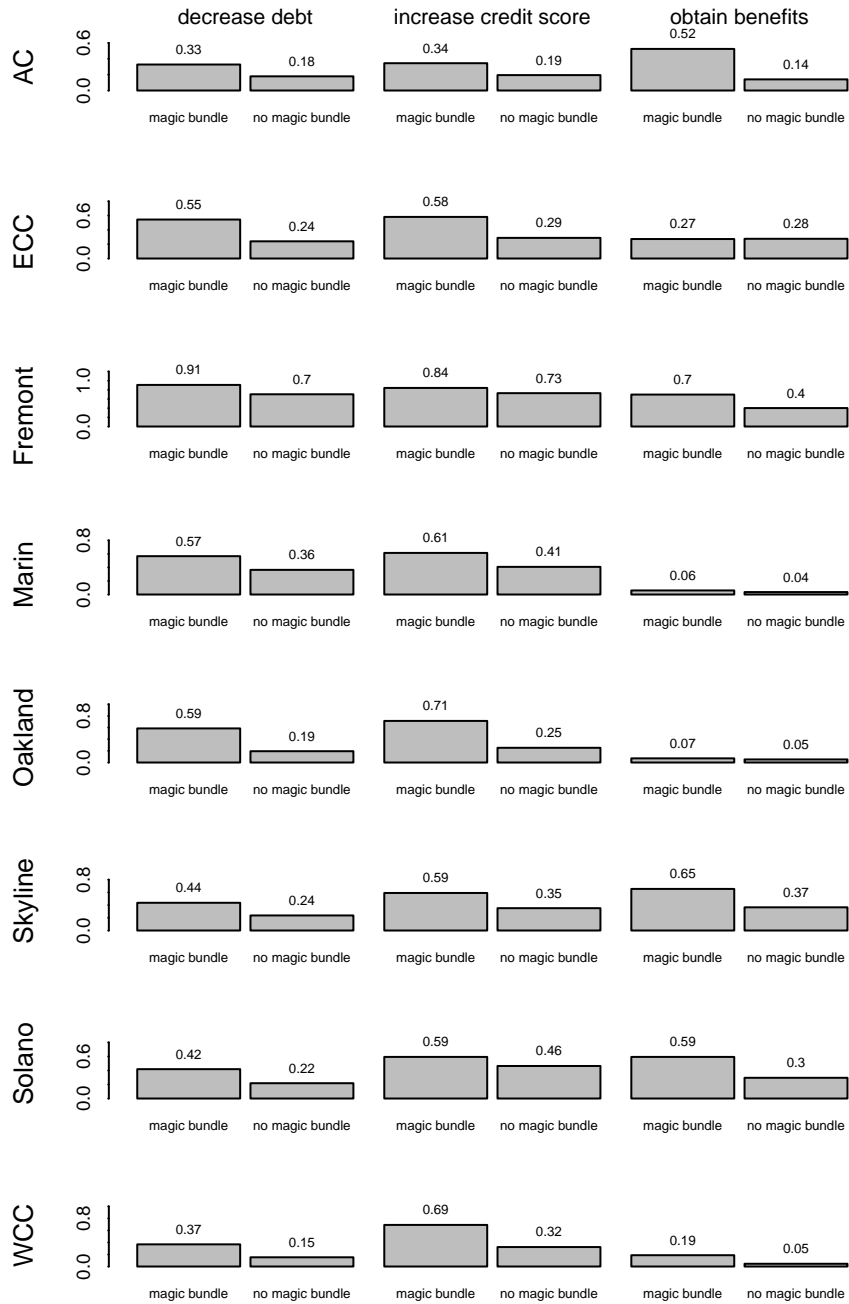 decrease debt increase credit score obtain benefits
AC
0.0 0.6
0.33 0.18 0.34 0.19 0.52 0.14
magic bundle no magic bundle magic bundle no magic bundle magic bundle no magic bundle
ECC
0.0 0.6
0.55 0.24 0.58 0.29 0.27 0.28
magic bundle no magic bundle magic bundle no magic bundle magic bundle no magic bundle
Fremont
0.0 1.0
0.91 0.7 0.84 0.73 0.7 0.4
magic bundle no magic bundle magic bundle no magic bundle magic bundle no magic bundle
Marin
0.0 0.8
0.57 0.36 0.61 0.41 0.06 0.04
magic bundle no magic bundle magic bundle no magic bundle magic bundle no magic bundle
Oakland
0.0 0.8
0.59 0.19 0.71 0.25 0.07 0.05
magic bundle no magic bundle magic bundle no magic bundle magic bundle no magic bundle
Skyline
0.0 0.8
0.44 0.24 0.59 0.35 0.65 0.37
magic bundle no magic bundle magic bundle no magic bundle magic bundle no magic bundle
Solano
0.0 0.6
0.42 0.22 0.59 0.46 0.59 0.3
magic bundle no magic bundle magic bundle no magic bundle magic bundle no magic bundle
WCC
0.0 0.8
0.37 0.15 0.69 0.32 0.19 0.05
magic bundle no magic bundle magic bundle no magic bundle magic bundle no magic bundle